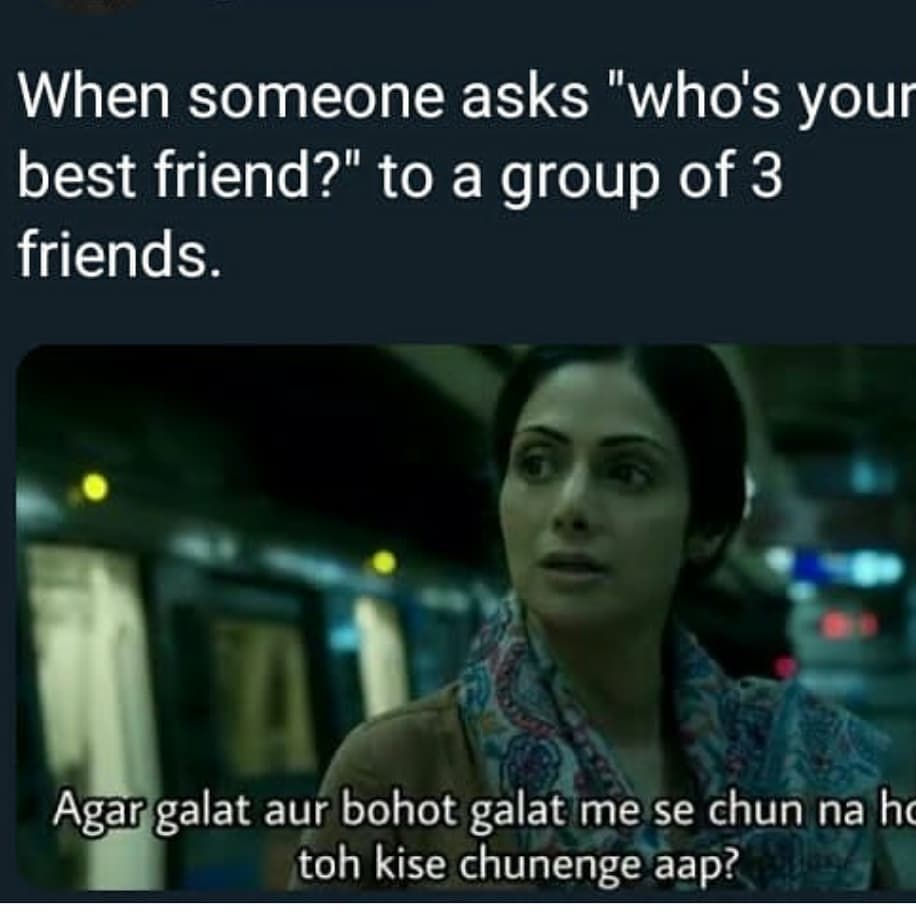 When someone asks "who's your
best friend?" to a group of 3
friends.
Agar galat aur bohot galat me se chun na ho
toh kise chunenge aap?